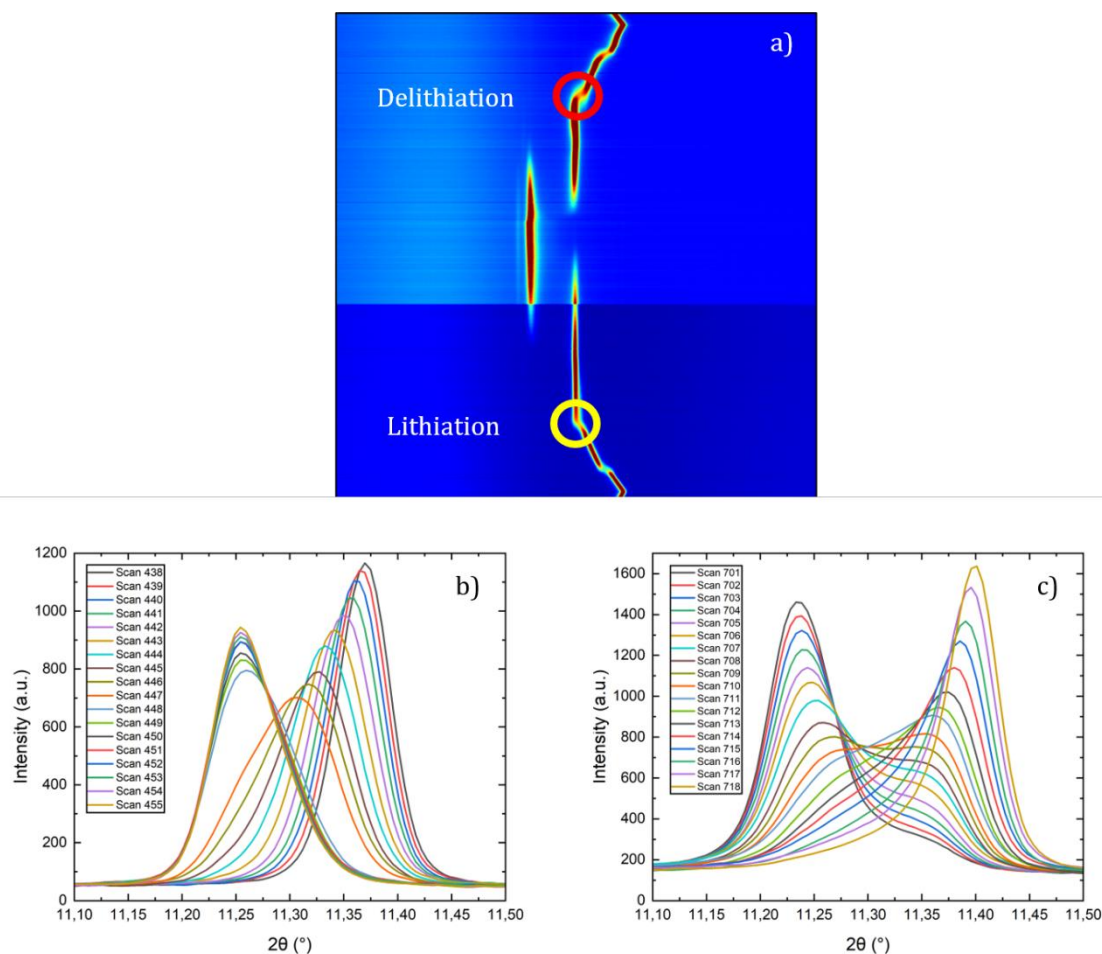 a)
Delithiation
Lithiation
b)
1200
1000
800
600
400
200
0
Intensity (a.u.)
Scan 438
Scan 439
Scan 440
Scan 441
Scan 442
Scan 443
Scan 444
Scan 445
Scan 446
Scan 447
Scan 448
Scan 449
Scan 450
Scan 451
Scan 452
Scan 453
Scan 454
Scan 455
11,10 11,15 11,20 11,25 11,30 11,35 11,40 11,45 11,50
2θ (°)
c)
1600
1400
1200
1000
800
600
400
200
0
Intensity (a.u.)
Scan 701
Scan 702
Scan 703
Scan 704
Scan 705
Scan 706
Scan 707
Scan 708
Scan 709
Scan 710
Scan 711
Scan 712
Scan 713
Scan 714
Scan 715
Scan 716
Scan 717
Scan 718
11,10 11,15 11,20 11,25 11,30 11,35 11,40 11,45 11,50
2θ (°)